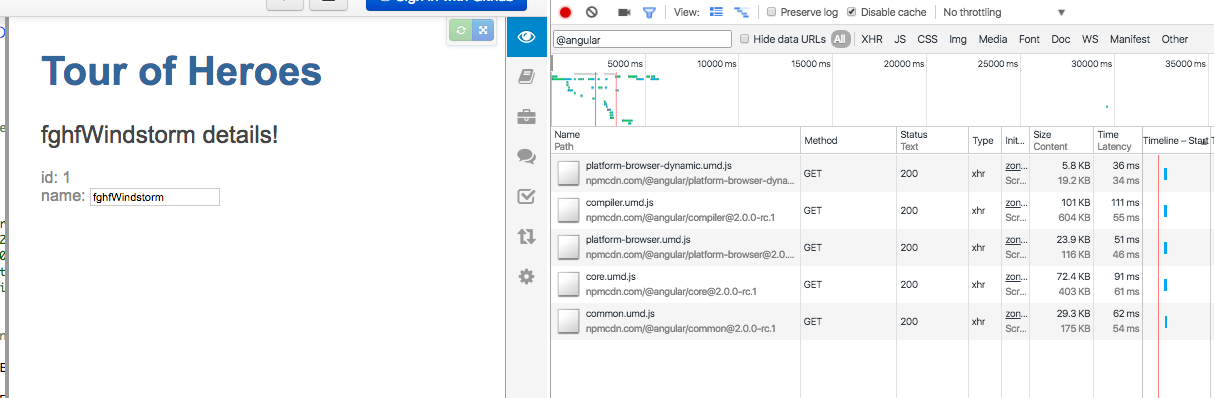 Sign in with Github
Tour of Heroes
fghfWindstorm details!
id: 1
name: fghfWindstorm
View:
Preserve log
Disable cache
No throttling
@angular
Hide data URLs
All
XHR
JS
CSS
Img
Media
Font
Doc
WS
Manifest
Other
5000 ms
10000 ms
15000 ms
20000 ms
25000 ms
30000 ms
35000 ms
Name
Path
Method
Status
Text
Type
Init...
Size
Content
Time
Latency
Timeline – Start
platform-browser-dynamic.umd.js
npmcdn.com/@angular/platform-browser-dyna...
GET
200
xhr
zon...
Scr...
5.8 KB
19.2 KB
36 ms
34 ms
compiler.umd.js
npmcdn.com/@angular/compiler@2.0.0-rc.1
GET
200
xhr
zon...
Scr...
101 KB
604 KB
111 ms
55 ms
platform-browser.umd.js
npmcdn.com/@angular/platform-browser@2.0....
GET
200
xhr
zon...
Scr...
23.9 KB
116 KB
51 ms
46 ms
core.umd.js
npmcdn.com/@angular/core@2.0.0-rc.1
GET
200
xhr
zon...
Scr...
72.4 KB
403 KB
91 ms
61 ms
common.umd.js
npmcdn.com/@angular/common@2.0.0-rc.1
GET
200
xhr
zon...
Scr...
29.3 KB
175 KB
62 ms
54 ms